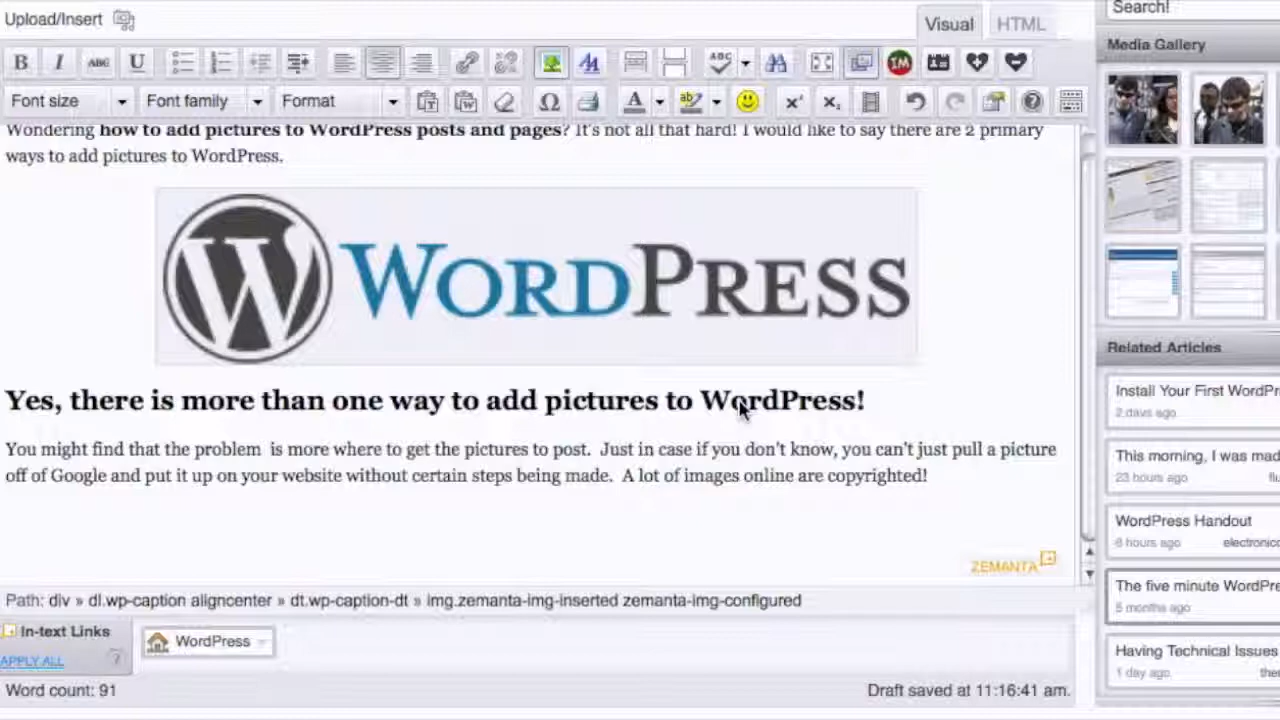 Upload/Insert
Visual
HTML
Search!
Media Gallery
B I ABC U
ABC
IM
Font size
Font family
Format
A
Wondering how to add pictures to WordPress posts and pages? It's not all that hard! I would like to say there are 2 primary
ways to add pictures to WordPress.
WORDPRESS
Yes, there is more than one way to add pictures to WordPress!
You might find that the problem  is more where to get the pictures to post.  Just in case if you don't know, you can't just pull a picture
off of Google and put it up on your website without certain steps being made.  A lot of images online are copyrighted!
ZEMANTA
Path: div » dl.wp-caption aligncenter » dt.wp-caption-dt » img.zemanta-img-inserted zemanta-img-configured
In-text Links
APPLY ALL
?
WordPress
Word count: 91
Draft saved at 11:16:41 am.
Related Articles
Install Your First WordPr
2 days ago
This morning, I was mad
23 hours ago
WordPress Handout
6 hours ago
electronic
The five minute WordPre
5 months ago
Having Technical Issues
1 day ago